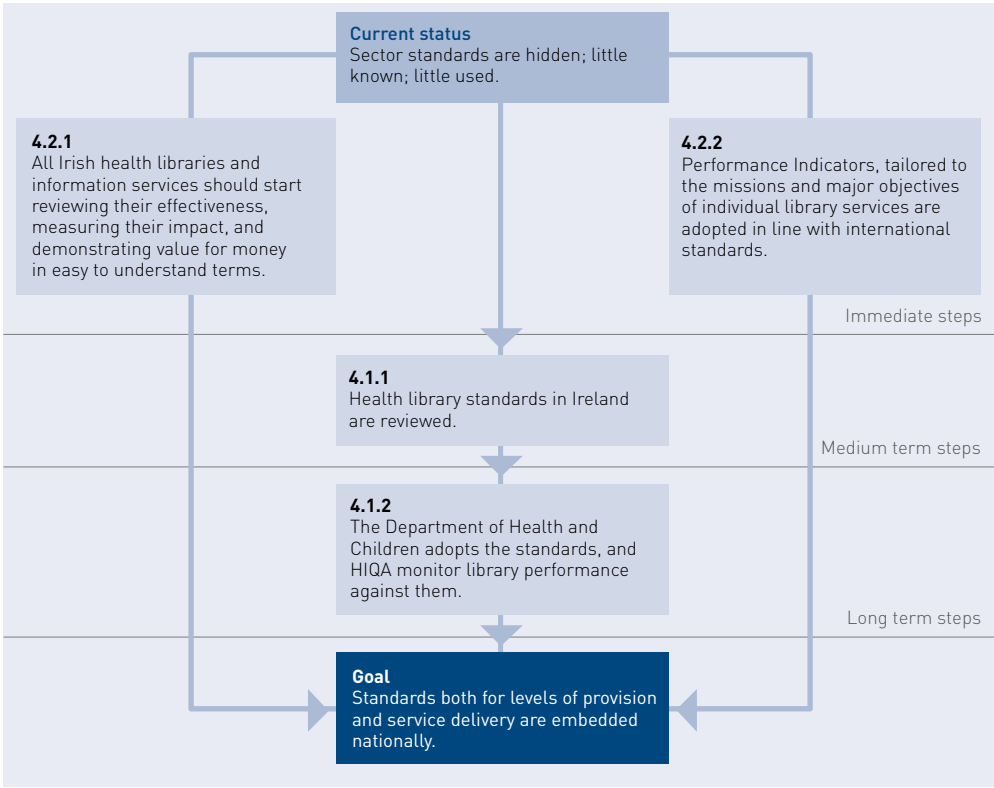 Current status
Sector standards are hidden; little
known; little used.
4.2.1
All Irish health libraries and
information services should start
reviewing their effectiveness,
measuring their impact, and
demonstrating value for money
in easy to understand terms.
4.2.2
Performance Indicators, tailored to
the missions and major objectives
of individual library services are
adopted in line with international
standards.
Immediate steps
4.1.1
Health library standards in Ireland
are reviewed.
Medium term steps
4.1.2
The Department of Health and
Children adopts the standards, and
HIQA monitor library performance
against them.
Long term steps
Goal
Standards both for levels of provision
and service delivery are embedded
nationally.